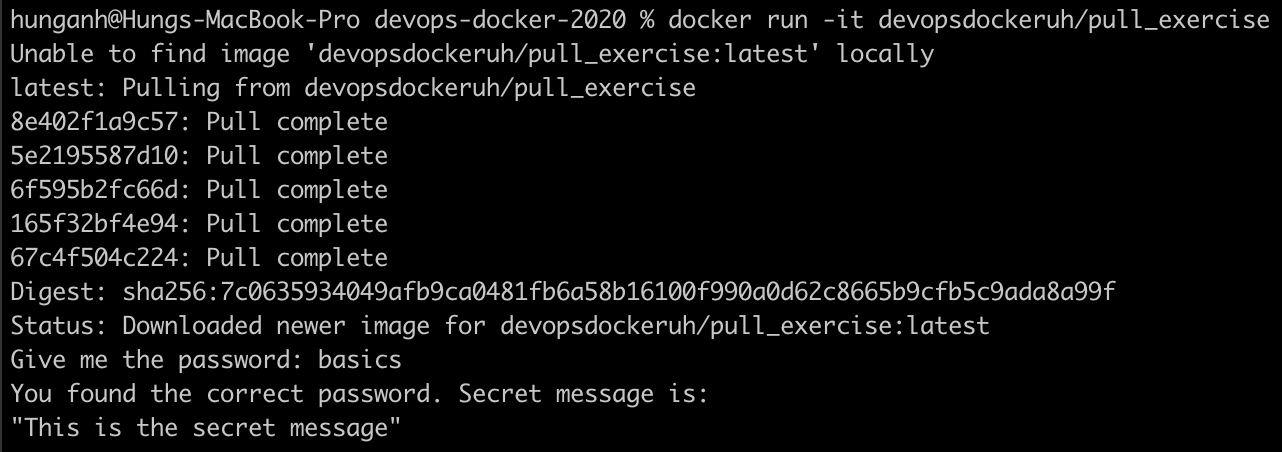 hunganh@Hungs-MacBook-Pro devops-docker-2020 % docker run -it devopsdockeruh/pull_exercise
Unable to find image 'devopsdockeruh/pull_exercise:latest' locally
latest: Pulling from devopsdockeruh/pull_exercise
8e402f1a9c57: Pull complete
5e2195587d10: Pull complete
6f595b2fc66d: Pull complete
165f32bf4e94: Pull complete
67c4f504c224: Pull complete
Digest: sha256:7c0635934049afb9ca0481fb6a58b16100f990a0d62c8665b9cfb5c9ada8a99f
Status: Downloaded newer image for devopsdockeruh/pull_exercise:latest
Give me the password: basics
You found the correct password. Secret message is:
"This is the secret message"